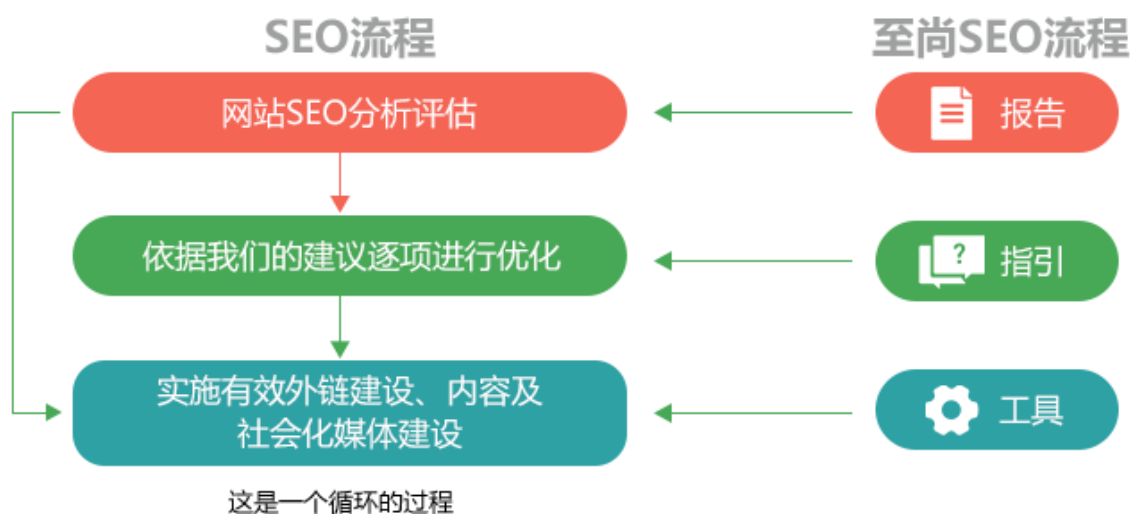 SEO流程
至尚SEO流程
网站SEO分析评估
报告
依据我们的建议逐项进行优化
?
指引
实施有效外链建设、内容及
社会化媒体建设
工具
这是一个循环的过程